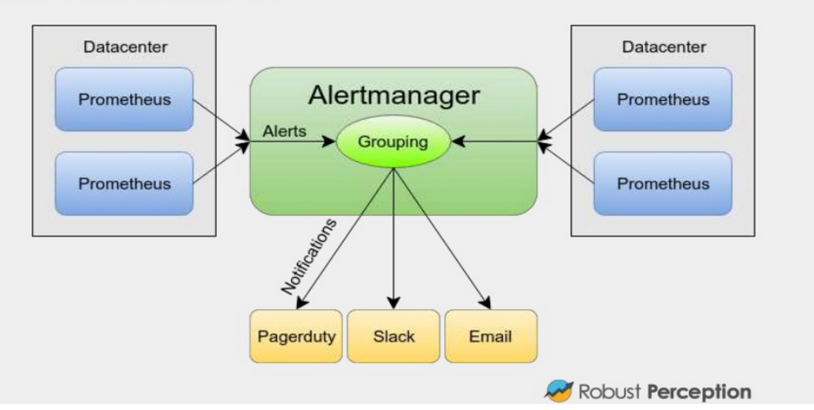 Datacenter
Prometheus
Prometheus
Alertmanager
Alerts
Grouping
Datacenter
Prometheus
Prometheus
Notifications
Pagerduty
Slack
Email
Robust Perception